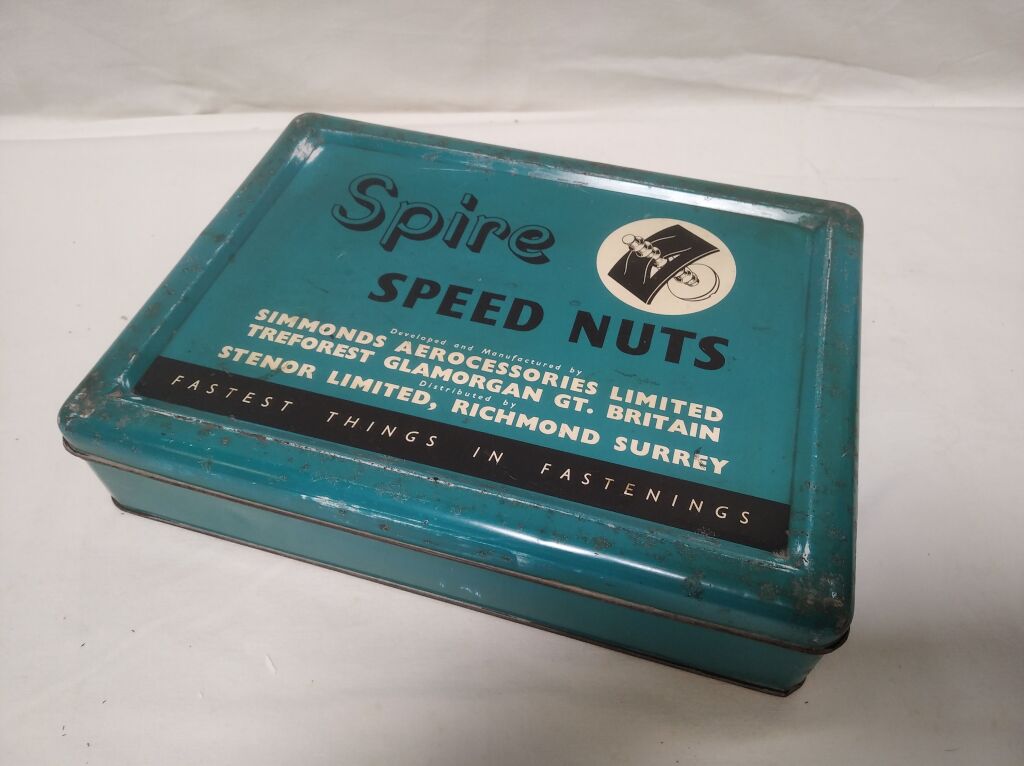 Spire
SPEED NUTS
Developed and Manufactured by
SIMMONDS AEROCESSORIES LIMITED
TREFOREST GLAMORGAN GT. BRITAIN
Distributed by
STENOR LIMITED, RICHMOND SURREY
FASTEST THINGS IN FASTENINGS